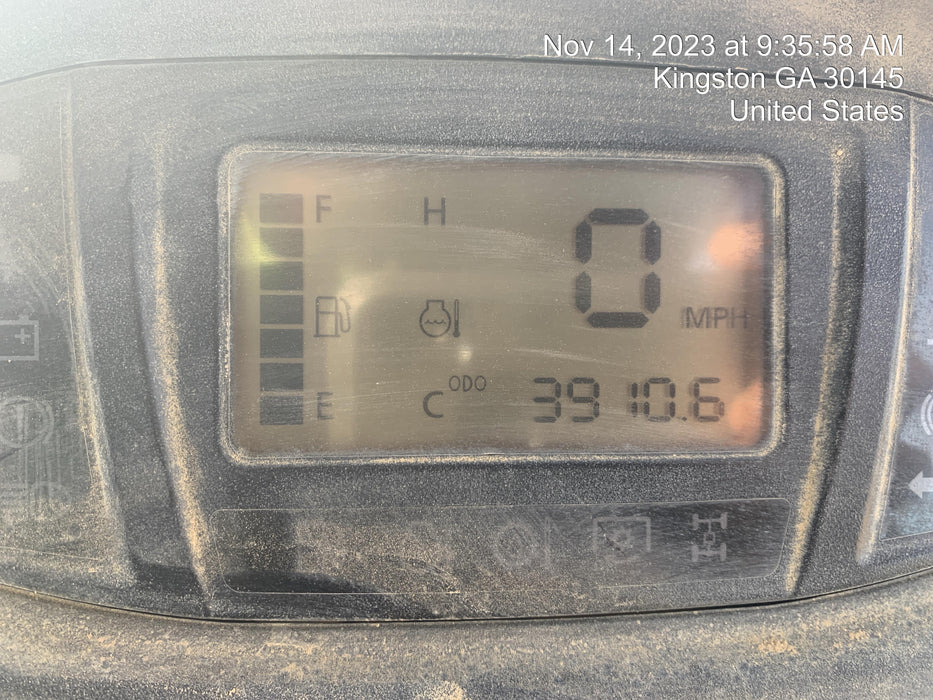 Nov 14, 2023 at 9:35:58 AM
Kingston GA 30145
United States
F
H
0
MPH
ODO
E
C
3910.6